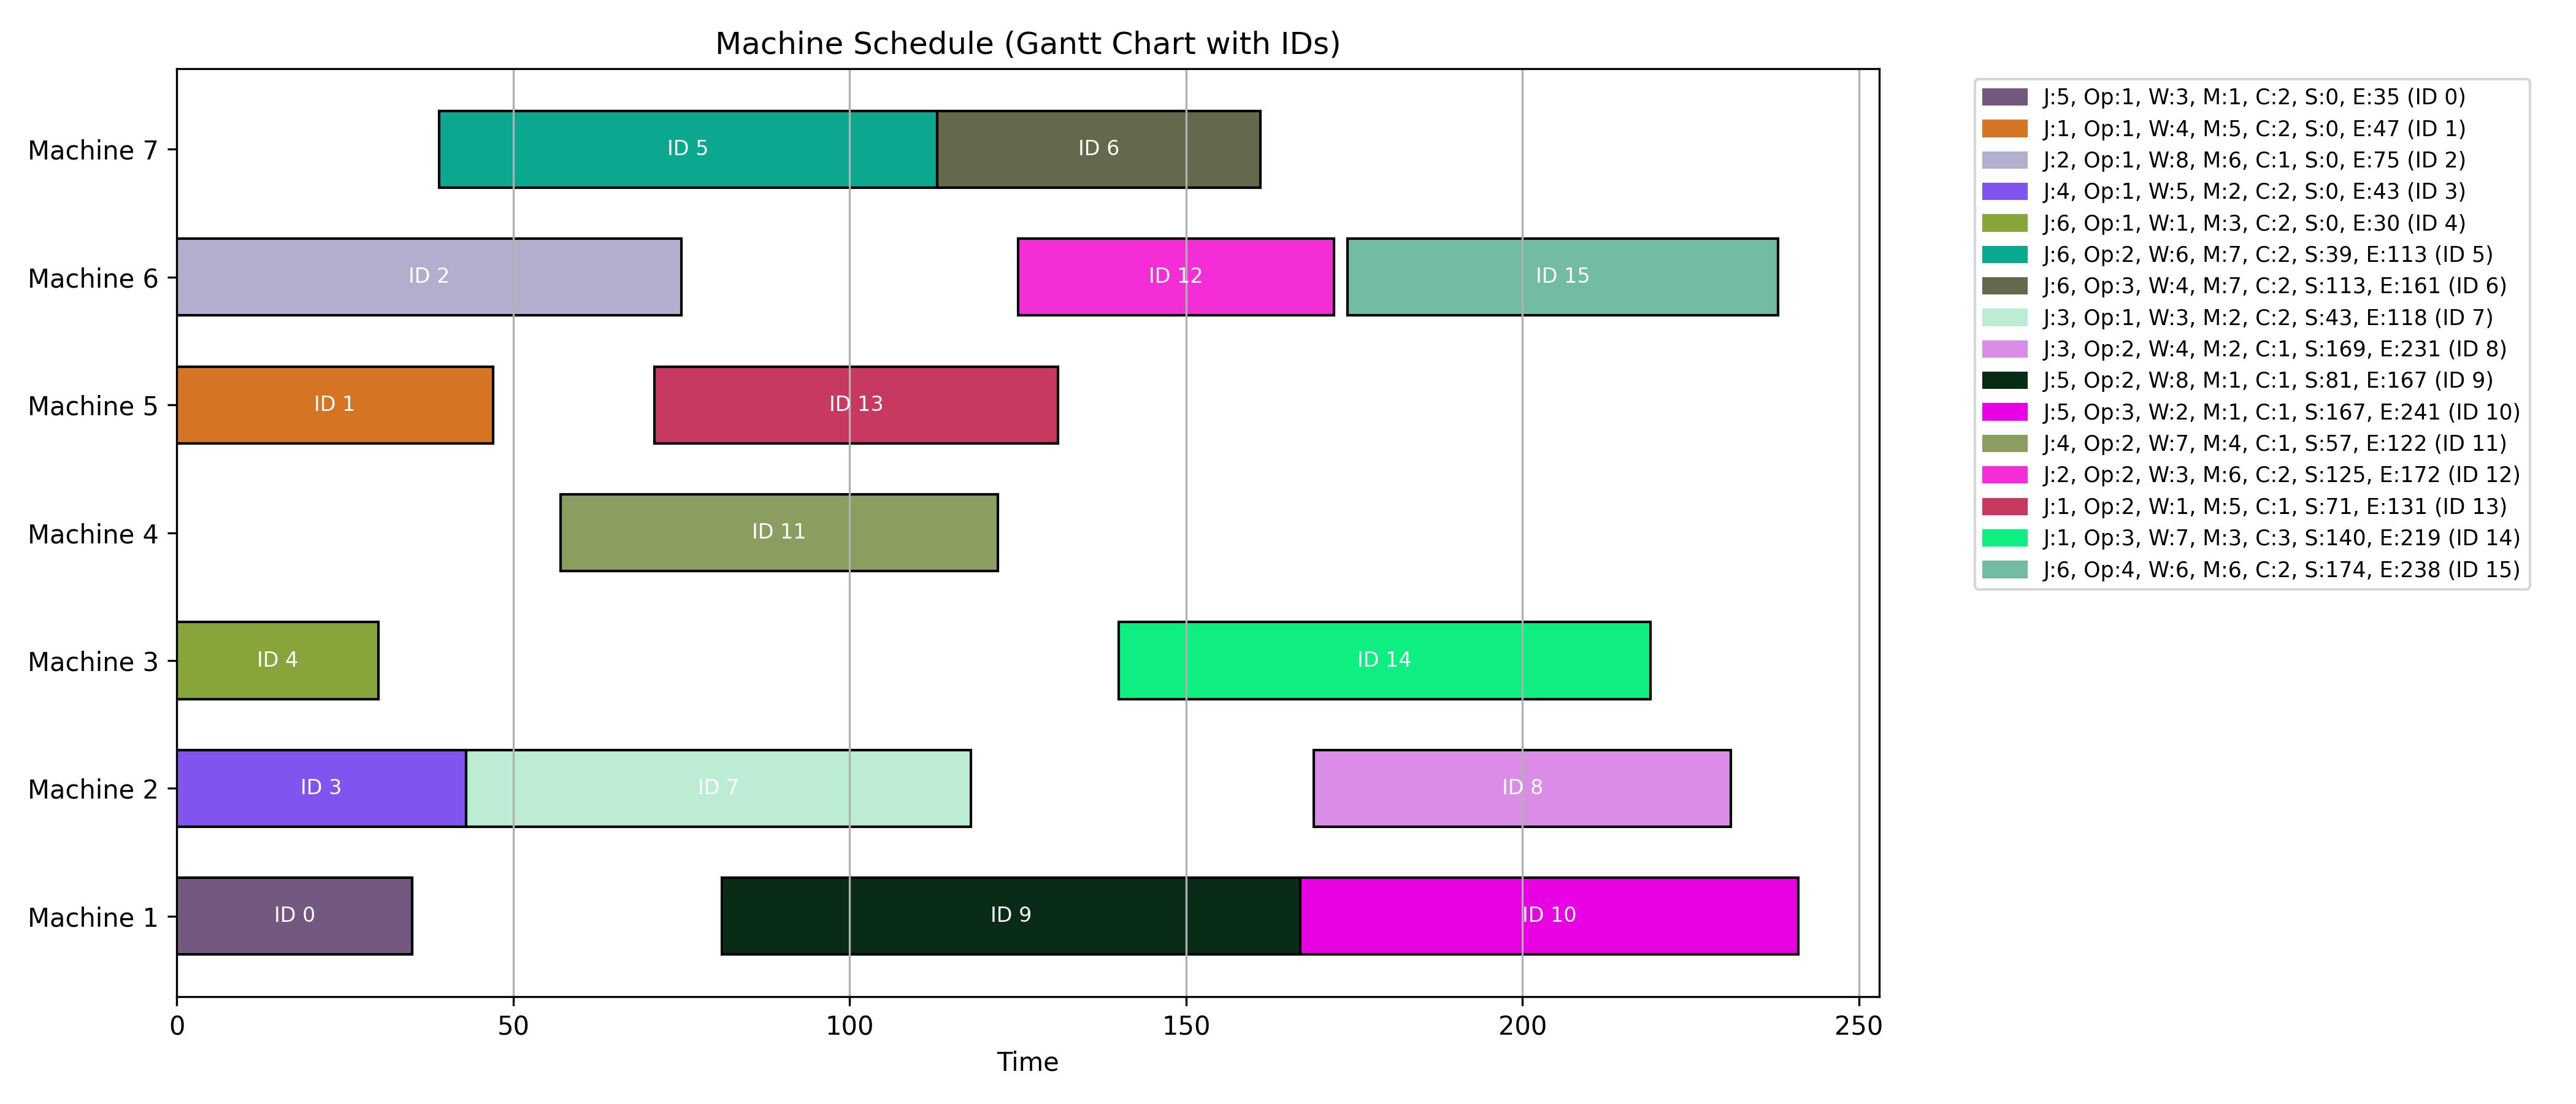 Machine Schedule (Gantt Chart with IDs)
Machine 7
ID 5
ID 6
Machine 6
ID 2
ID 12
ID 15
Machine 5
ID 1
ID 13
Machine 4
ID 11
Machine 3
ID 4
ID 14
Machine 2
ID 3
ID 7
ID 8
Machine 1
ID 0
ID 9
ID 10
0 50 100 150 200 250
Time
J:5, Op:1, W:3, M:1, C:2, S:0, E:35 (ID 0)
J:1, Op:1, W:4, M:5, C:2, S:0, E:47 (ID 1)
J:2, Op:1, W:8, M:6, C:1, S:0, E:75 (ID 2)
J:4, Op:1, W:5, M:2, C:2, S:0, E:43 (ID 3)
J:6, Op:1, W:1, M:3, C:2, S:0, E:30 (ID 4)
J:6, Op:2, W:6, M:7, C:2, S:39, E:113 (ID 5)
J:6, Op:3, W:4, M:7, C:2, S:113, E:161 (ID 6)
J:3, Op:1, W:3, M:2, C:2, S:43, E:118 (ID 7)
J:3, Op:2, W:4, M:2, C:1, S:169, E:231 (ID 8)
J:5, Op:2, W:8, M:1, C:1, S:81, E:167 (ID 9)
J:5, Op:3, W:2, M:1, C:1, S:167, E:241 (ID 10)
J:4, Op:2, W:7, M:4, C:1, S:57, E:122 (ID 11)
J:2, Op:2, W:3, M:6, C:2, S:125, E:172 (ID 12)
J:1, Op:2, W:1, M:5, C:1, S:71, E:131 (ID 13)
J:1, Op:3, W:7, M:3, C:3, S:140, E:219 (ID 14)
J:6, Op:4, W:6, M:6, C:2, S:174, E:238 (ID 15)